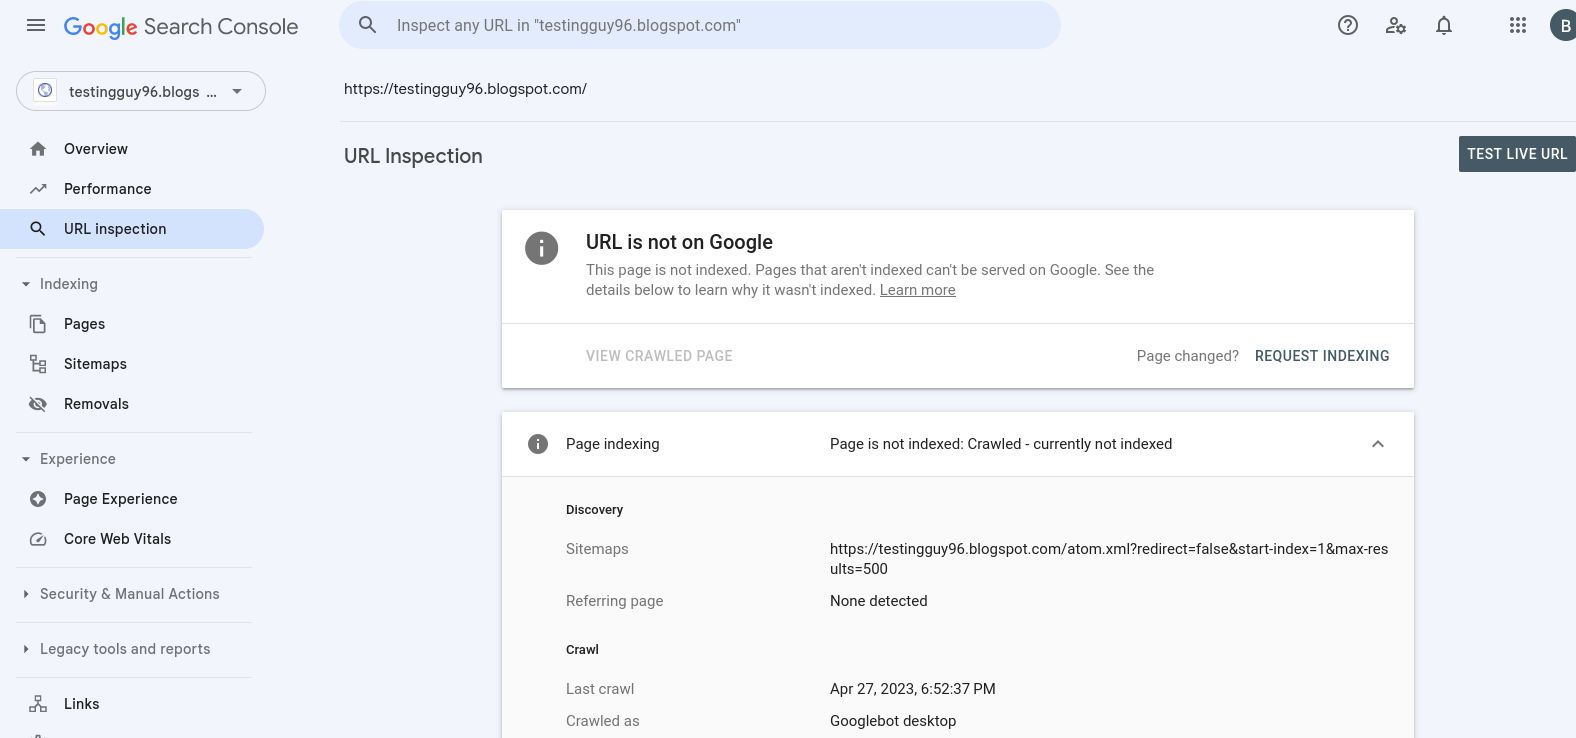 Google Search Console
Inspect any URL in "testingguy96.blogspot.com"
B
testingguy96.blogs ...
Overview
Performance
URL inspection
Indexing
Pages
Sitemaps
Removals
Experience
Page Experience
Core Web Vitals
Security & Manual Actions
Legacy tools and reports
Links
https://testingguy96.blogspot.com/
URL Inspection
TEST LIVE URL
URL is not on Google
This page is not indexed. Pages that aren't indexed can't be served on Google. See the
details below to learn why it wasn't indexed. Learn more
VIEW CRAWLED PAGE
Page changed? REQUEST INDEXING
Page indexing
Page is not indexed: Crawled - currently not indexed
Discovery
Sitemaps
https://testingguy96.blogspot.com/atom.xml?redirect=false&start-index=1&max-res
ults=500
Referring page
None detected
Crawl
Last crawl
Apr 27, 2023, 6:52:37 PM
Crawled as
Googlebot desktop